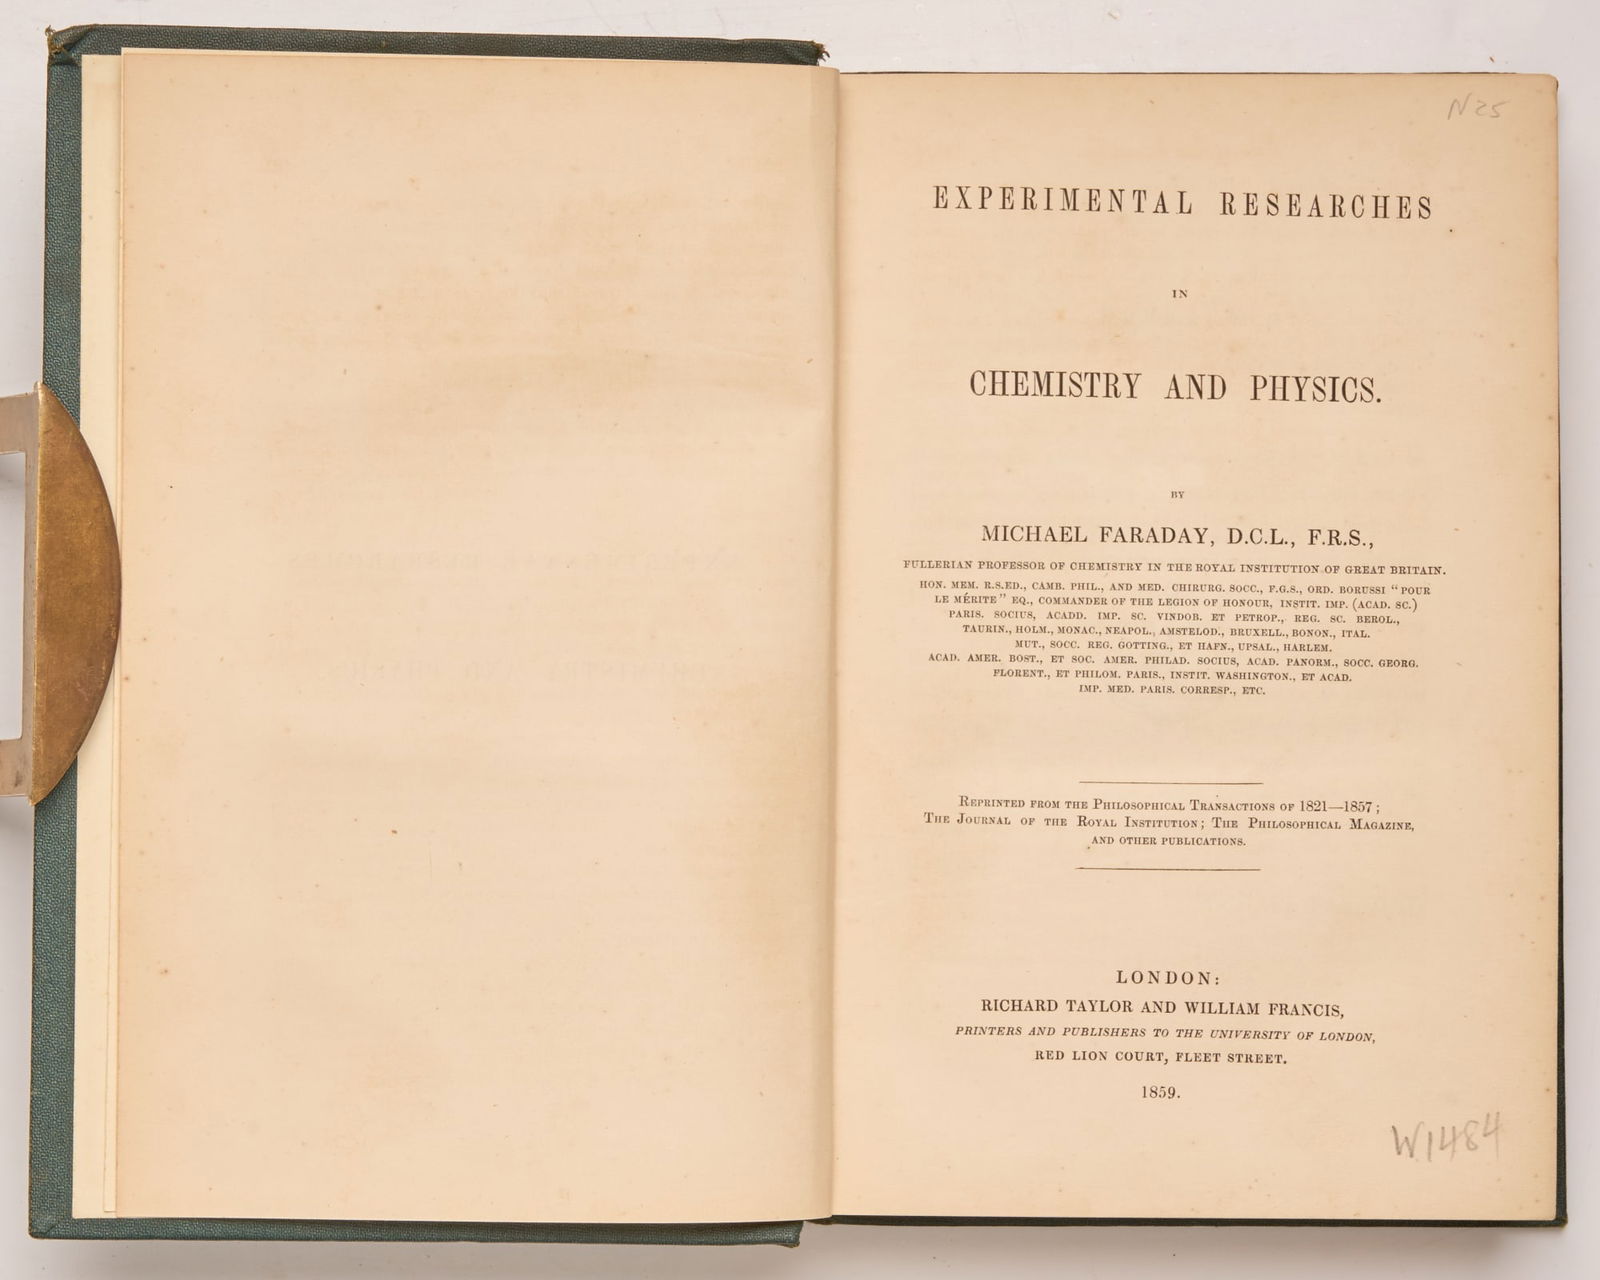 N25
EXPERIMENTAL RESEARCHES
IN
CHEMISTRY AND PHYSICS.
BY
MICHAEL FARADAY, D.C.L., F.R.S.,
FULLERIAN PROFESSOR OF CHEMISTRY IN THE ROYAL INSTITUTION OF GREAT BRITAIN.
HON. MEM. R.S.ED., CAMB. PHIL., AND MED. CHIRURG. SOCC., F.G.S., ORD. BORUSSI “POUR
LE MÉRITE” EQ., COMMANDER OF THE LEGION OF HONOUR, INSTIT. IMP. (ACAD. SC.)
PARIS. SOCIUS, ACADD. IMP. SC. VINDOB. ET PETROP., REG. SC. BEROL.,
TAURIN., HOLM., MONAC., NEAPOL., AMSTELOD., BRUXELL., BONON., ITAL.
MUT., SOCC. REG. GOTTING., ET HAFN., UPSAL., HARLEM.
ACAD. AMER. BOST., ET SOC. AMER. PHILAD. SOCIUS, ACAD. PANORM., SOCC. GEORG.
FLORENT., ET PHILOM. PARIS., INSTIT. WASHINGTON., ET ACAD.
IMP. MED. PARIS. CORRESP., ETC.
REPRINTED FROM THE PHILOSOPHICAL TRANSACTIONS OF 1821—1857;
THE JOURNAL OF THE ROYAL INSTITUTION; THE PHILOSOPHICAL MAGAZINE,
AND OTHER PUBLICATIONS.
LONDON:
RICHARD TAYLOR AND WILLIAM FRANCIS,
PRINTERS AND PUBLISHERS TO THE UNIVERSITY OF LONDON,
RED LION COURT, FLEET STREET.
1859.
W1484